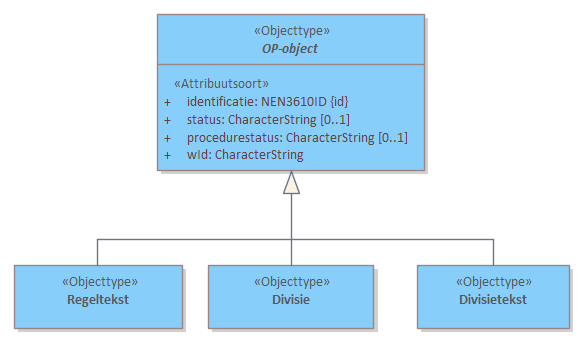 «Objecttype»
OP-object
«Attribuutsoort»
+ identificatie: NEN3610ID {id}
+ status: CharacterString [0..1]
+ procedurestatus: CharacterString [0..1]
+ wId: CharacterString
«Objecttype» «Objecttype» «Objecttype»
Regeltekst Divisie Divisietekst